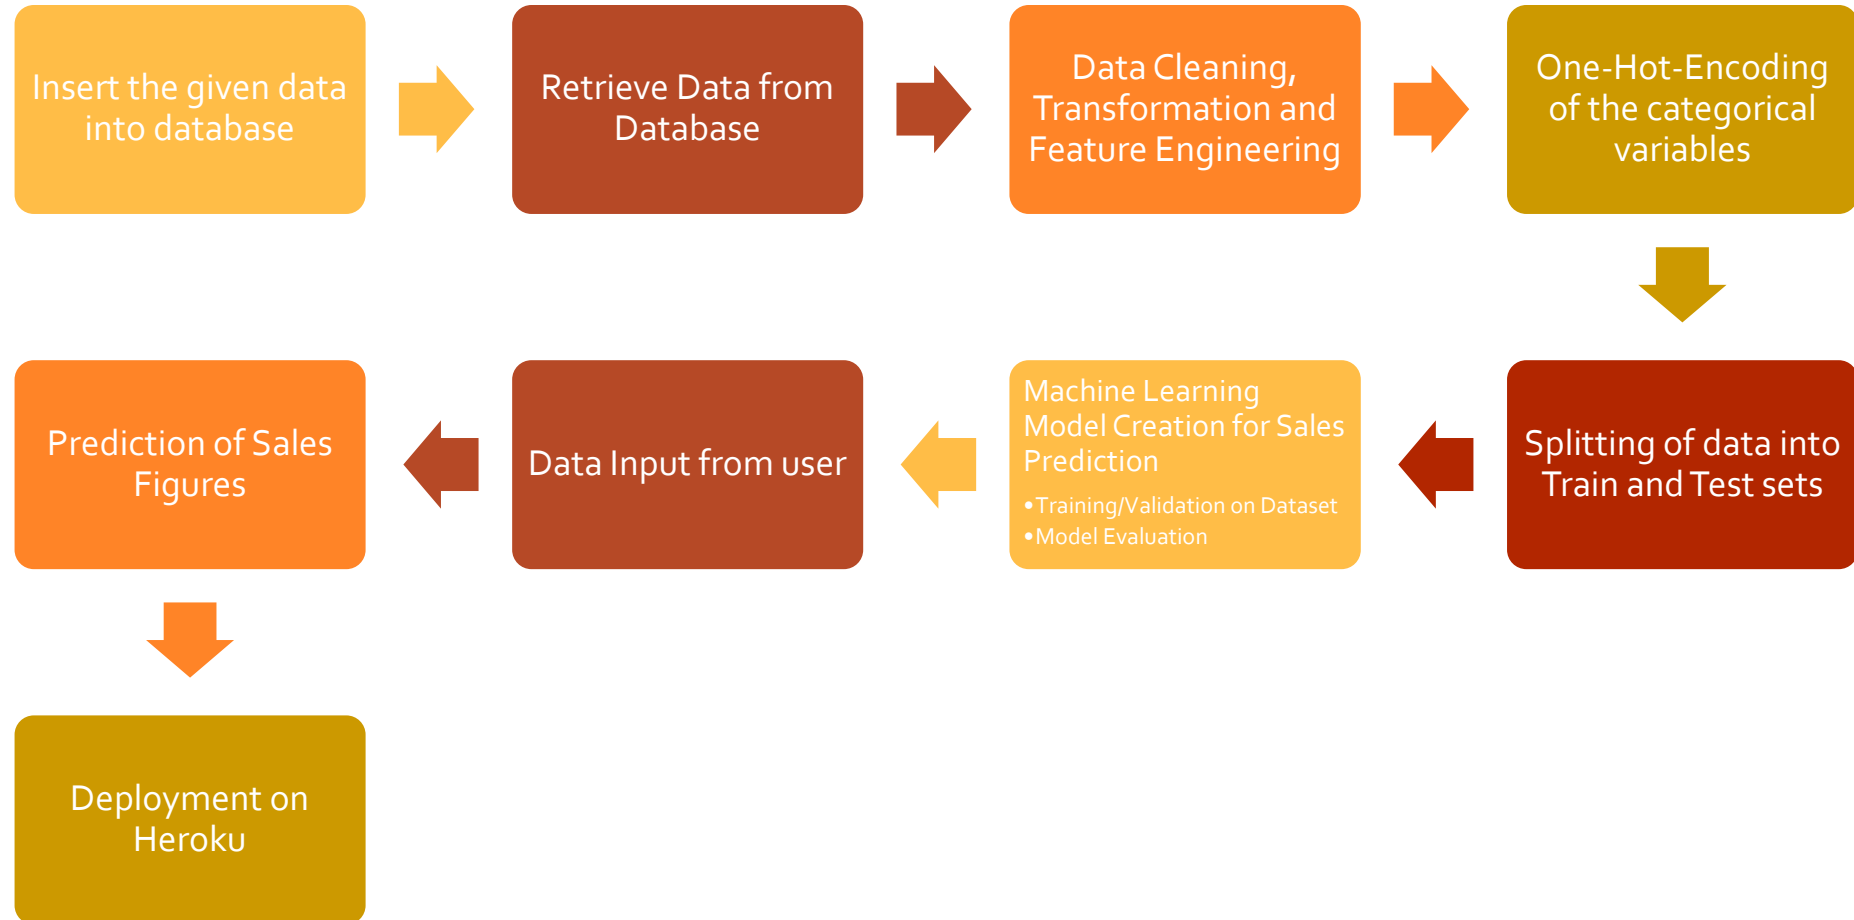 Insert the given data
into database
Retrieve Data from
Database
Data Cleaning,
Transformation and
Feature Engineering
One-Hot-Encoding
of the categorical
variables
Splitting of data into
Train and Test sets
Machine Learning
Model Creation for Sales
Prediction
•Training/Validation on Dataset
•Model Evaluation
Data Input from user
Prediction of Sales
Figures
Deployment on
Heroku